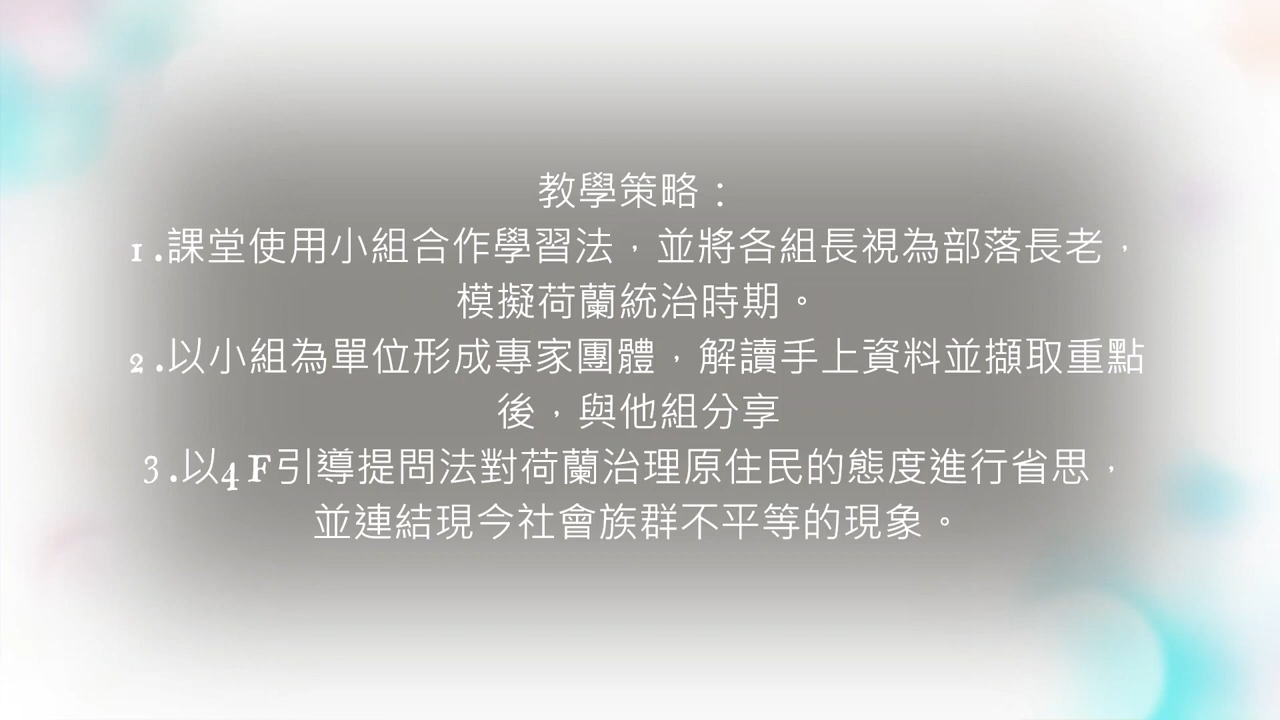 教學策略：
1.課堂使用小組合作學習法，並將各組長視為部落長老，
模擬荷蘭統治時期。
2.以小組為單位形成專家團體，解讀手上資料並擷取重點
後，與他組分享
3.以4F引導提問法對荷蘭治理原住民的態度進行省思，
並連結現今社會族群不平等的現象。